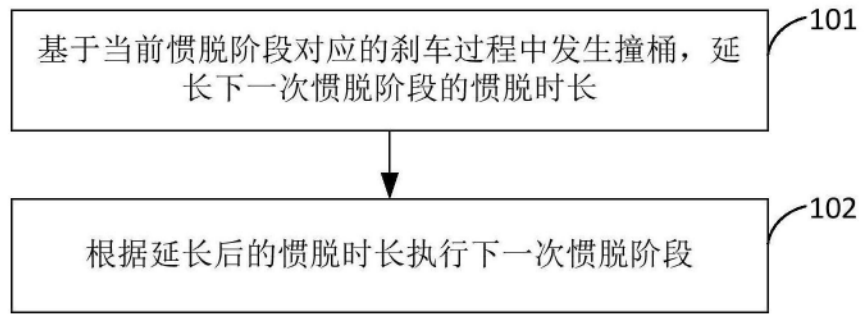 基于当前惯脱阶段对应的刹车过程中发生撞桶，延
长下一次惯脱阶段的惯脱时长
101
根据延长后的惯脱时长执行下一次惯脱阶段
102